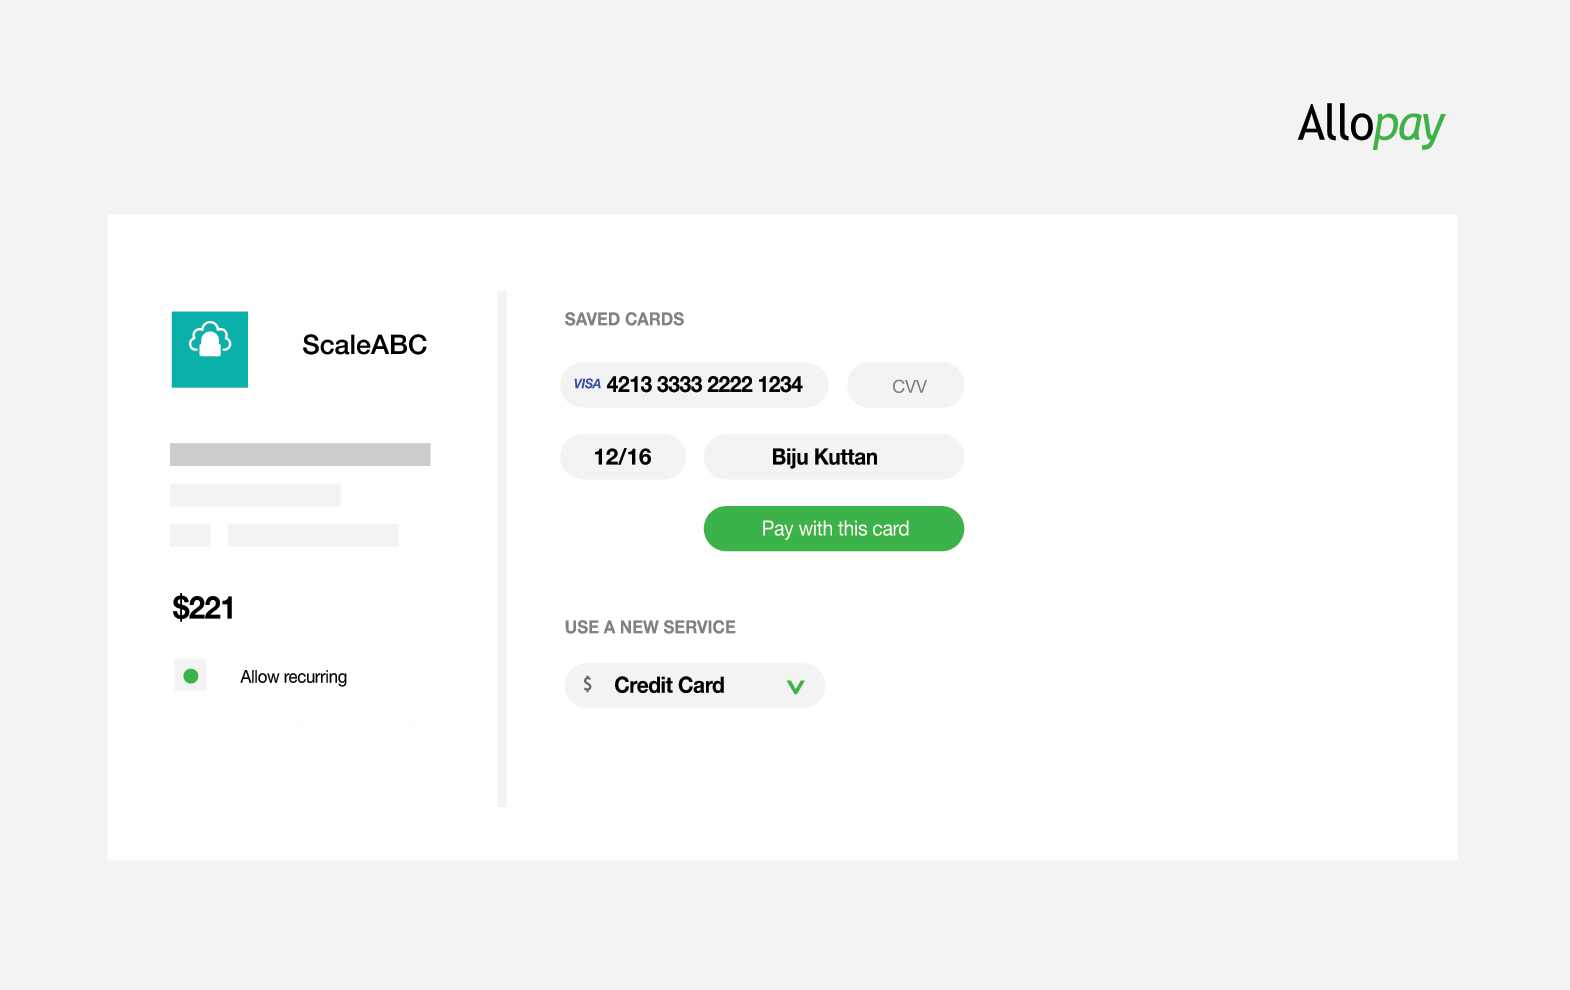 Allopay
ScaleABC
$221
Allow recurring
SAVED CARDS
VISA 4213 3333 2222 1234
CVV
12/16
Biju Kuttan
Pay with this card
USE A NEW SERVICE
$ Credit Card